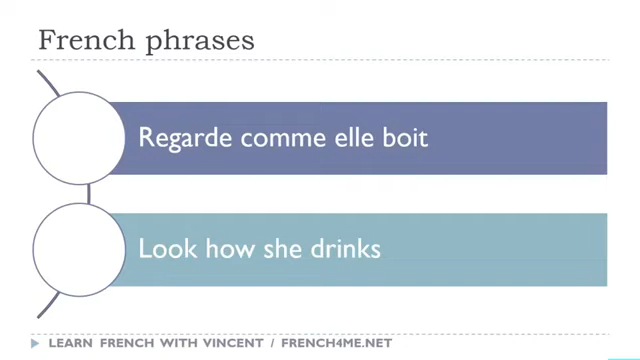 French phrases
Regarde comme elle boit
Look how she drinks
LEARN FRENCH WITH VINCENT / FRENCH4ME.NET